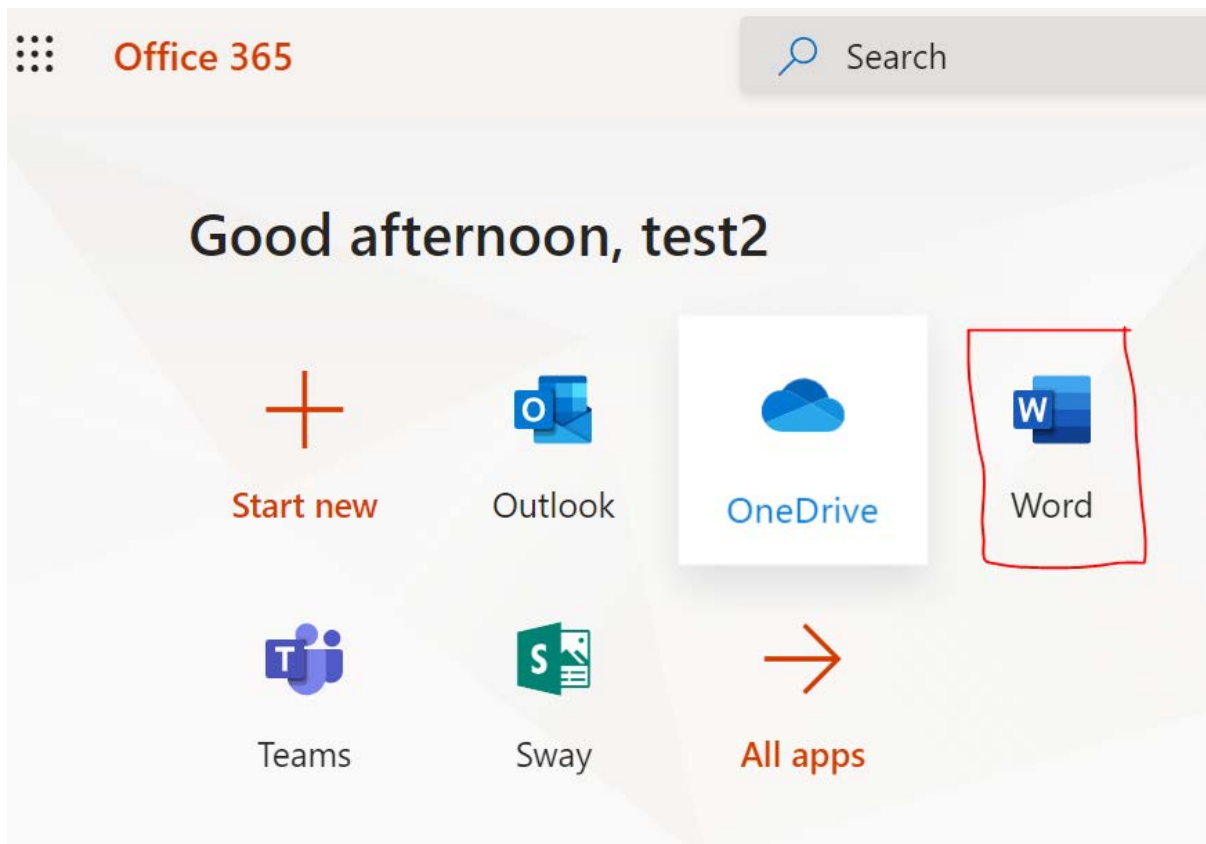 Office 365
Search
Good afternoon, test2
Start new
Outlook
OneDrive
Word
Teams
Sway
All apps